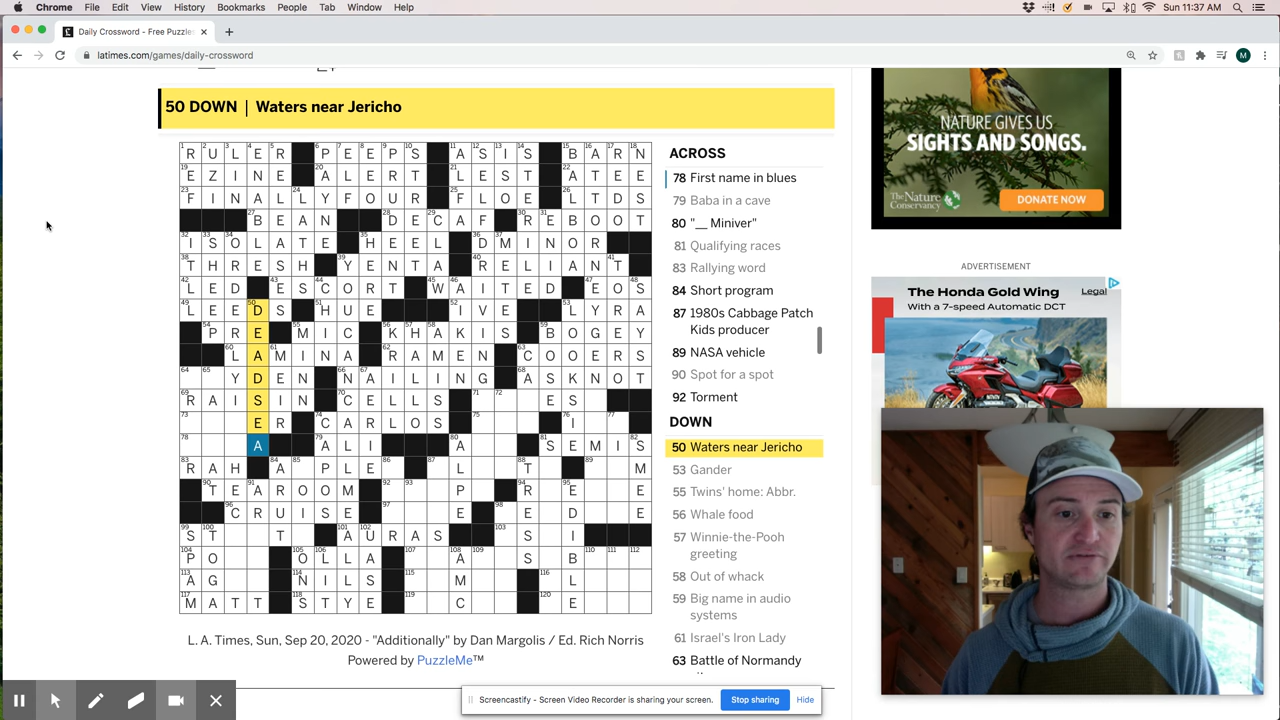 Chrome File Edit View History Bookmarks People Tab Window Help Sun 11:37 AM
Daily Crossword - Free Puzzles
latimes.com/games/daily-crossword M
50 DOWN | Waters near Jericho
R U L E R P E E P S A S I S B A R N
E Z I N E A L E R T L E S T A T E E
F I N A L L Y F O U R F L O E L T D S
B E A N D E C A F R E B O O T
I S O L A T E H E E L D M I N O R
T H R E S H Y E N T A R E L I A N T
L E D E S C O R T W A I T E D E O S
L E E D S H U E I V E L Y R A
P R E M I C K H A K I S B O G E Y
L A M I N A R A M E N C O O E R S
Y D E N N A I L I N G A S K N O T
R A I S I N C E L L S E S
E R C A R L O S I
A A L I A S E M I S
R A H A P L E L T M
T E A R O O M P R E E
C R U I S E E E D E
S T T A U R A S S I
P O O L L A A S B
A G N I L S M L
M A T T S T Y E C E
L. A. Times, Sun, Sep 20, 2020 - "Additionally" by Dan Margolis / Ed. Rich Norris
Powered by PuzzleMe™
ACROSS
78 First name in blues
79 Baba in a cave
80 "__ Miniver"
81 Qualifying races
83 Rallying word
84 Short program
87 1980s Cabbage Patch
Kids producer
89 NASA vehicle
90 Spot for a spot
92 Torment
DOWN
50 Waters near Jericho
53 Gander
55 Twins' home: Abbr.
56 Whale food
57 Winnie-the-Pooh
greeting
58 Out of whack
59 Big name in audio
systems
61 Israel's Iron Lady
63 Battle of Normandy
NATURE GIVES US
SIGHTS AND SONGS.
The Nature
Conservancy
DONATE NOW
ADVERTISEMENT
The Honda Gold Wing Legal
With a 7-speed Automatic DCT
Screencastify - Screen Video Recorder is sharing your screen. Stop sharing Hide